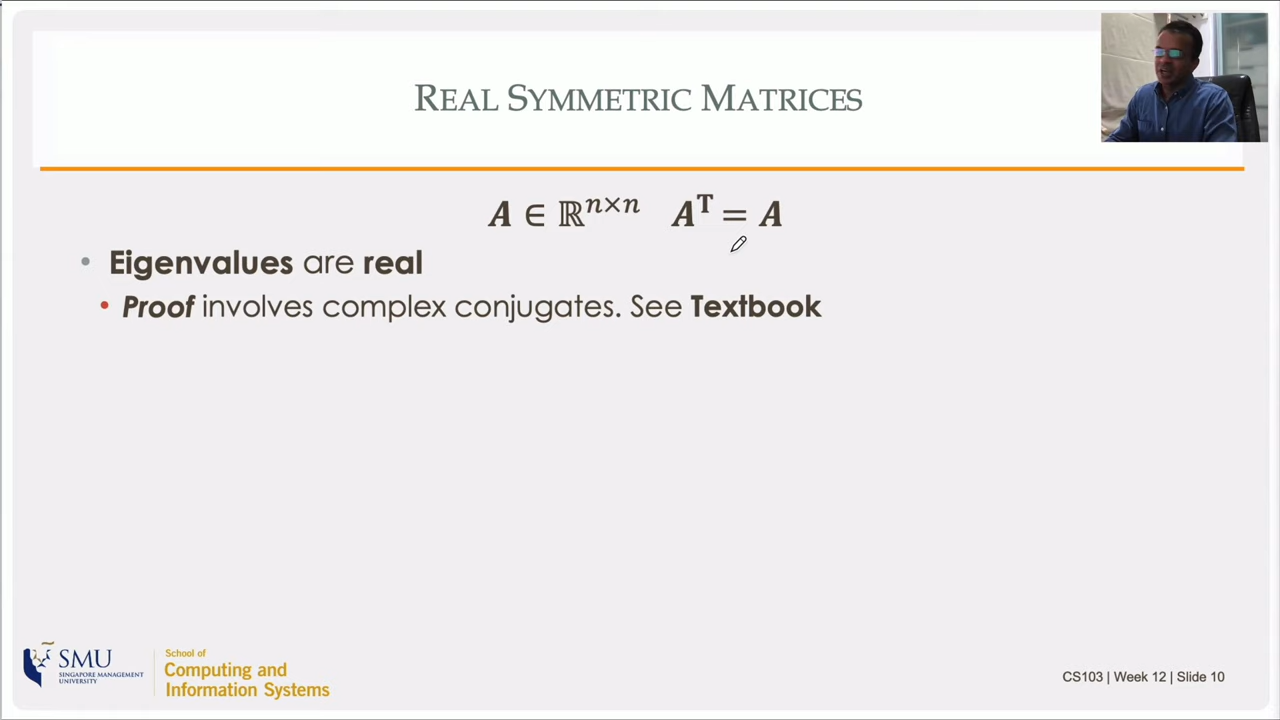 REAL SYMMETRIC MATRICES
𝑨 ∈ ℝⁿˣⁿ 𝑨ᵀ = 𝑨
• Eigenvalues are real
• Proof involves complex conjugates. See Textbook
SMU
SINGAPORE MANAGEMENT
UNIVERSITY
School of
Computing and
Information Systems
CS103 | Week 12 | Slide 10